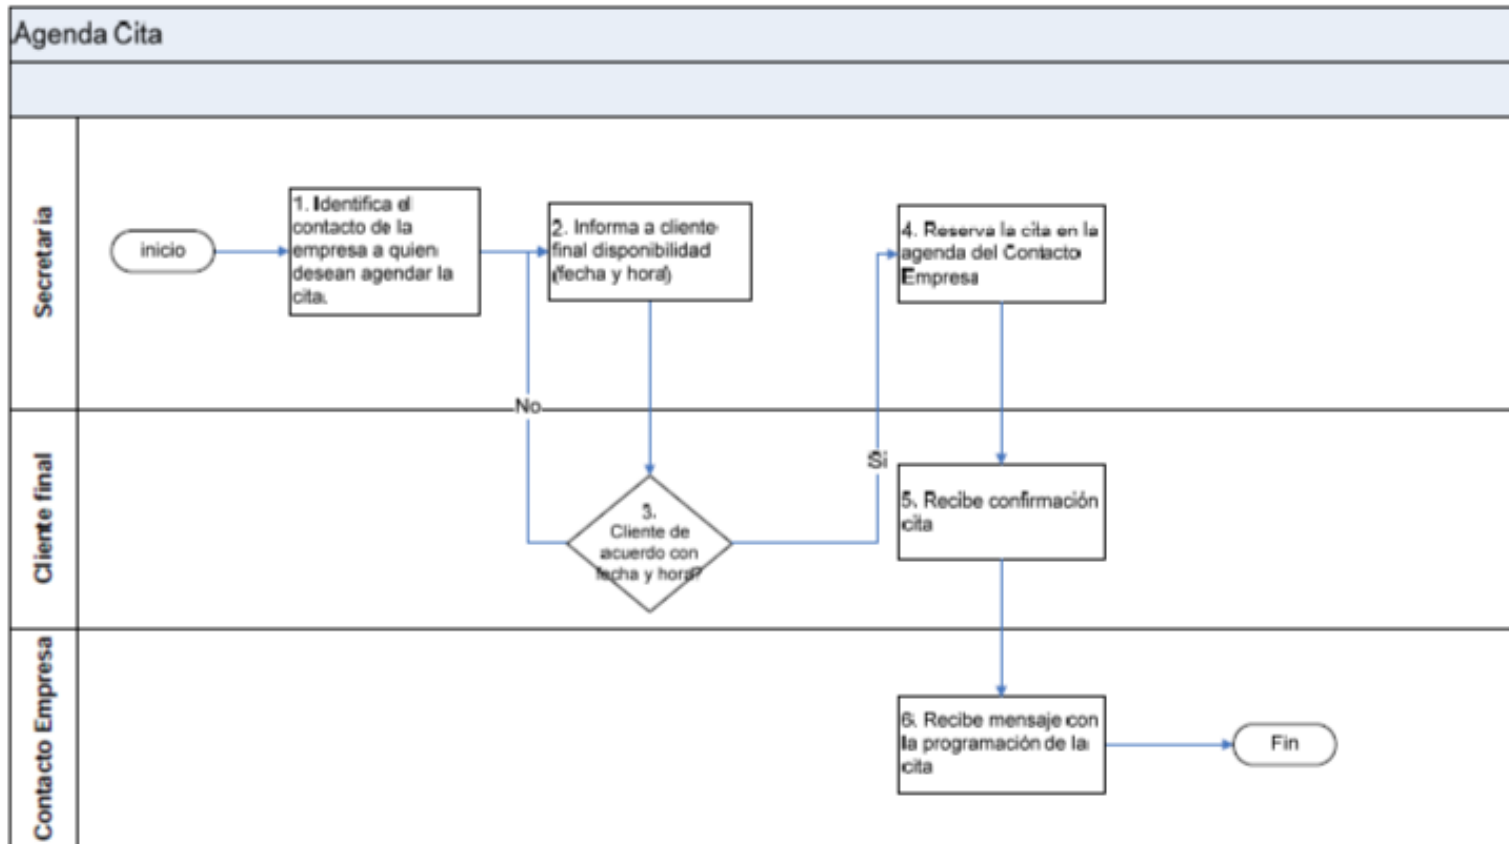 Agenda Cita
Secretaria
inicio
1. Identifica el
contacto de la
empresa a quien
desean agendar la
cita.
2. Informa a cliente
final disponibilidad
(fecha y hora)
4. Reserva la cita en la
agenda del Contacto
Empresa
No
Cliente final
Si
3.
Cliente de
acuerdo con
fecha y hora?
5. Recibe confirmación
cita
Contacto Empresa
6. Recibe mensaje con
la programación de la
cita
Fin